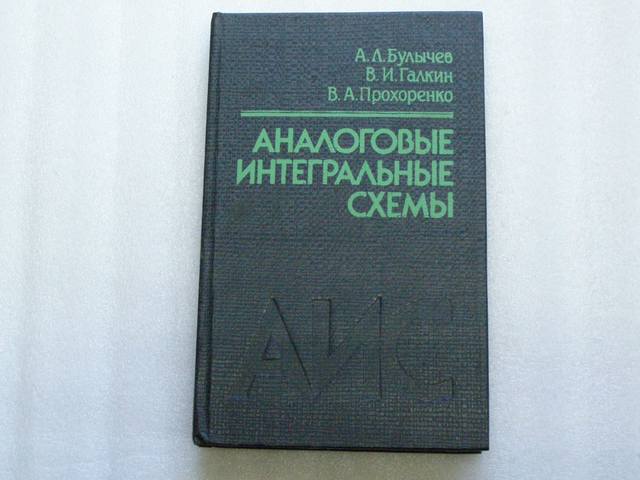 А. Л. Булычев
В. И. Галкин
В. А. Прохоренко
АНАЛОГОВЫЕ
ИНТЕГРАЛЬНЫЕ
СХЕМЫ
АИС